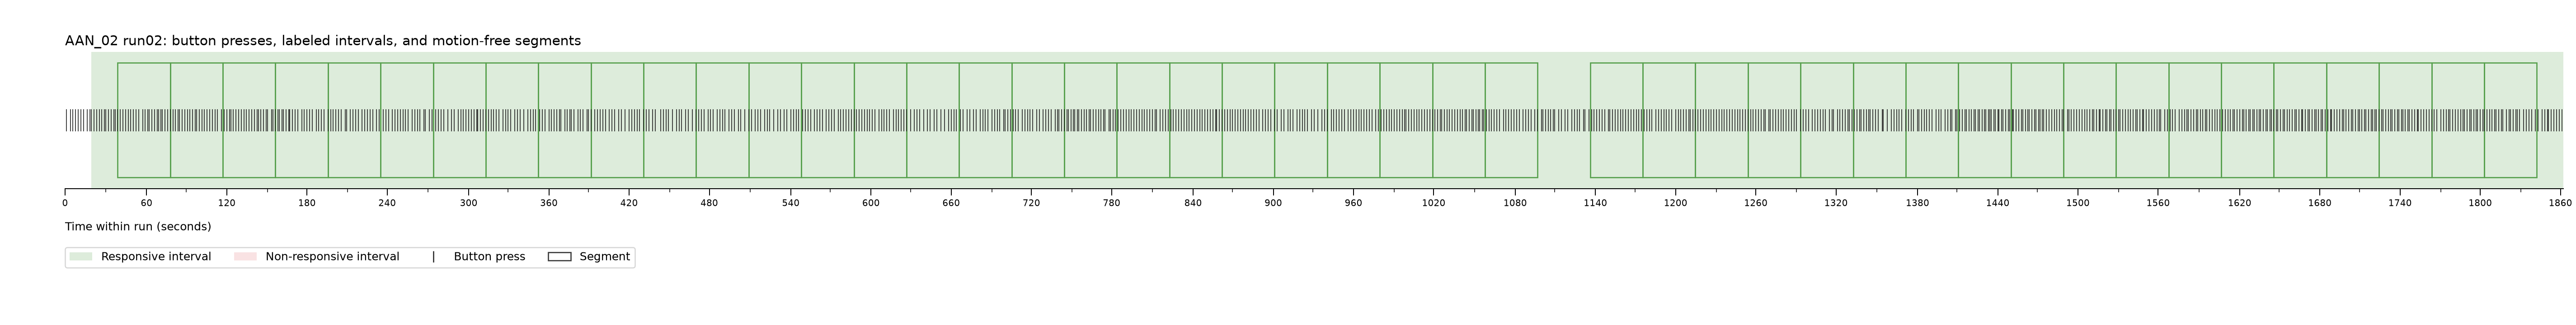 AAN_02 run02: button presses, labeled intervals, and motion-free segments
0 60 120 180 240 300 360 420 480 540 600 660 720 780 840 900 960 1020 1080 1140 1200 1260 1320 1380 1440 1500 1560 1620 1680 1740 1800 1860
Time within run (seconds)
Responsive interval Non-responsive interval Button press Segment